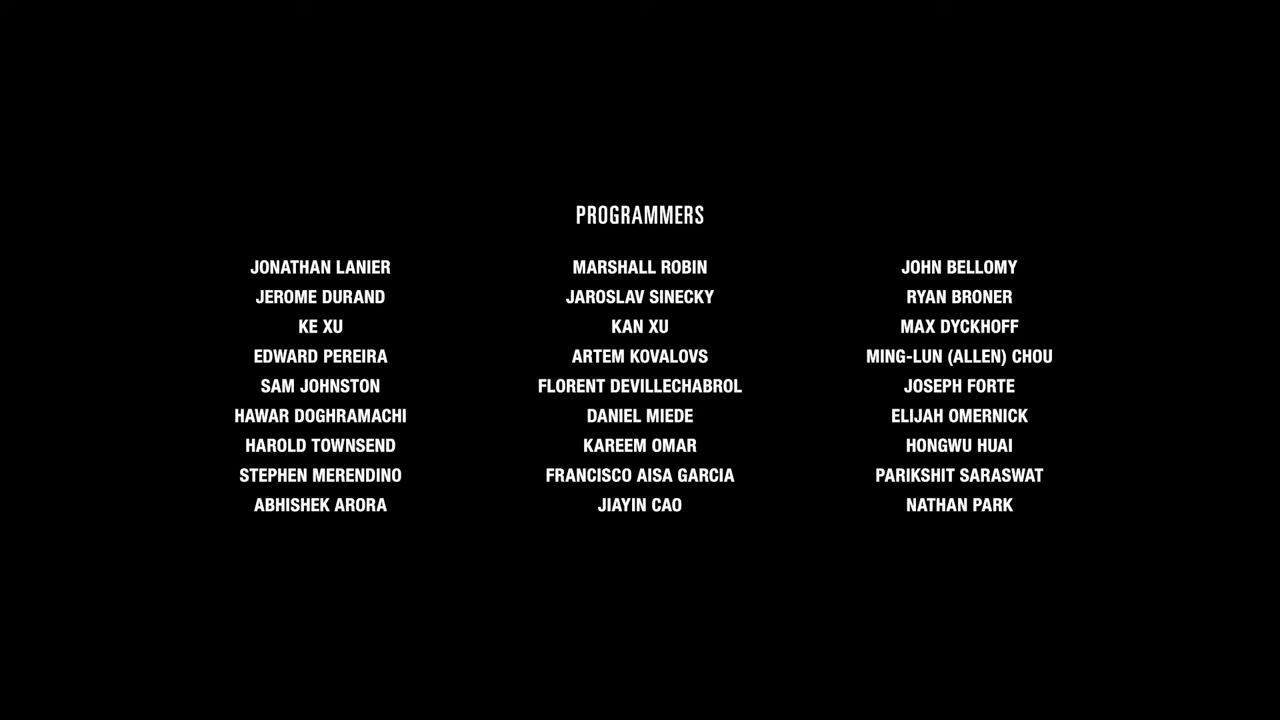 PROGRAMMERS
JONATHAN LANIER MARSHALL ROBIN JOHN BELLOMY
JEROME DURAND JAROSLAV SINECKY RYAN BRONER
KE XU KAN XU MAX DYCKHOFF
EDWARD PEREIRA ARTEM KOVALOVS MING-LUN (ALLEN) CHOU
SAM JOHNSTON FLORENT DEVILLECHABROL JOSEPH FORTE
HAWAR DOGHRAMACHI DANIEL MIEDE ELIJAH OMERNICK
HAROLD TOWNSEND KAREEM OMAR HONGWU HUAI
STEPHEN MERENDINO FRANCISCO AISA GARCIA PARIKSHIT SARASWAT
ABHISHEK ARORA JIAYIN CAO NATHAN PARK